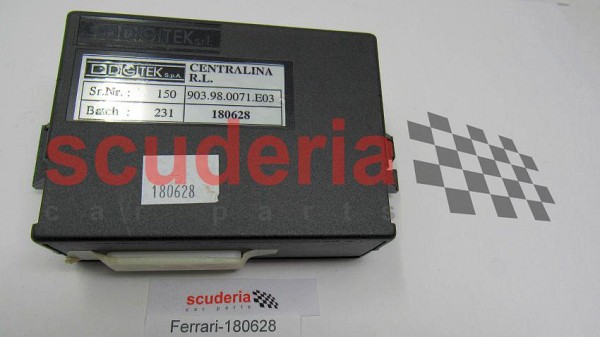 DIGITEK S.p.A.
DIGITEK S.p.A.
CENTRALINA
R.L.
Sr.Nr.: 150 903.98.0071.E03
Batch : 231 180628
scuderia
car parts
180628
scuderia
car parts
Ferrari-180628